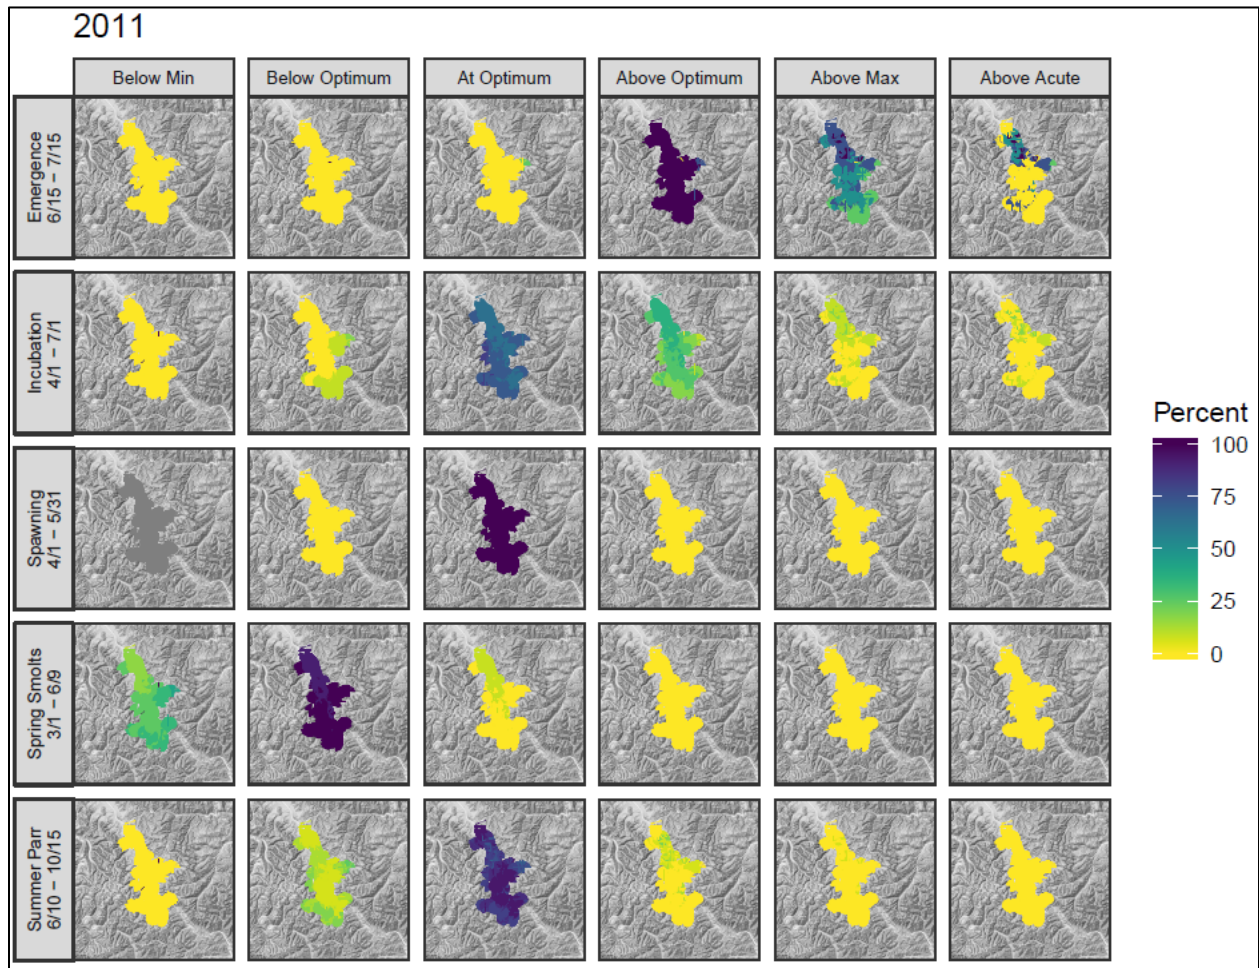 2011
Below Min
Below Optimum
At Optimum
Above Optimum
Above Max
Above Acute
Emergence
6/15 – 7/15
Incubation
4/1 – 7/1
Spawning
4/1 – 5/31
Spring Smolts
3/1 – 6/9
Summer Parr
6/10 – 10/15
Percent
100
75
50
25
0